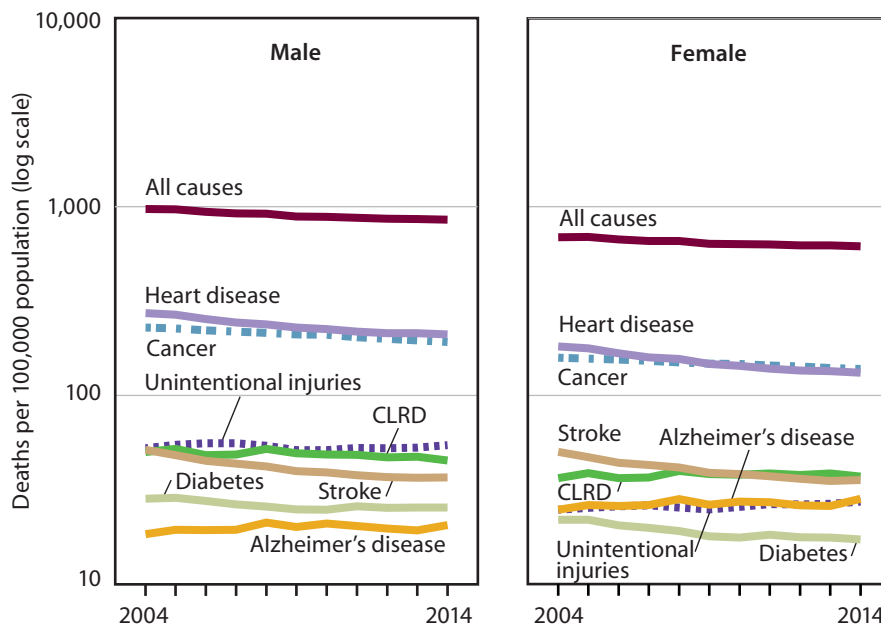 Deaths per 100,000 population (log scale)
10,000
1,000
100
10
Male
All causes
Heart disease
Cancer
Unintentional injuries
CLRD
Diabetes
Stroke
Alzheimer's disease
2004
2014
Female
All causes
Heart disease
Cancer
Stroke
Alzheimer's disease
CLRD
Unintentional
injuries
Diabetes
2004
2014